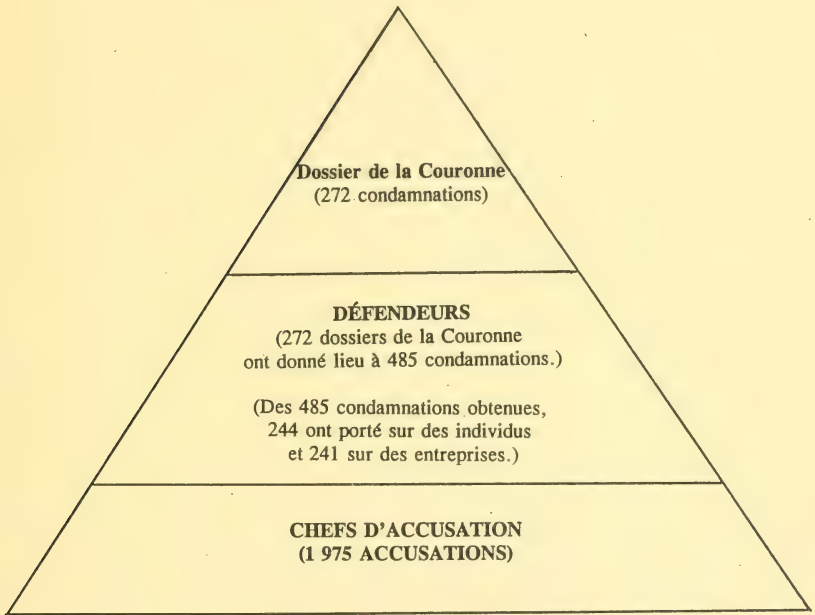 Dossier de la Couronne
(272 condamnations)
DÉFENDEURS
(272 dossiers de la Couronne
ont donné lieu à 485 condamnations.)
(Des 485 condamnations obtenues,
244 ont porté sur des individus
et 241 sur des entreprises.)
CHEFS D'ACCUSATION
(1 975 ACCUSATIONS)